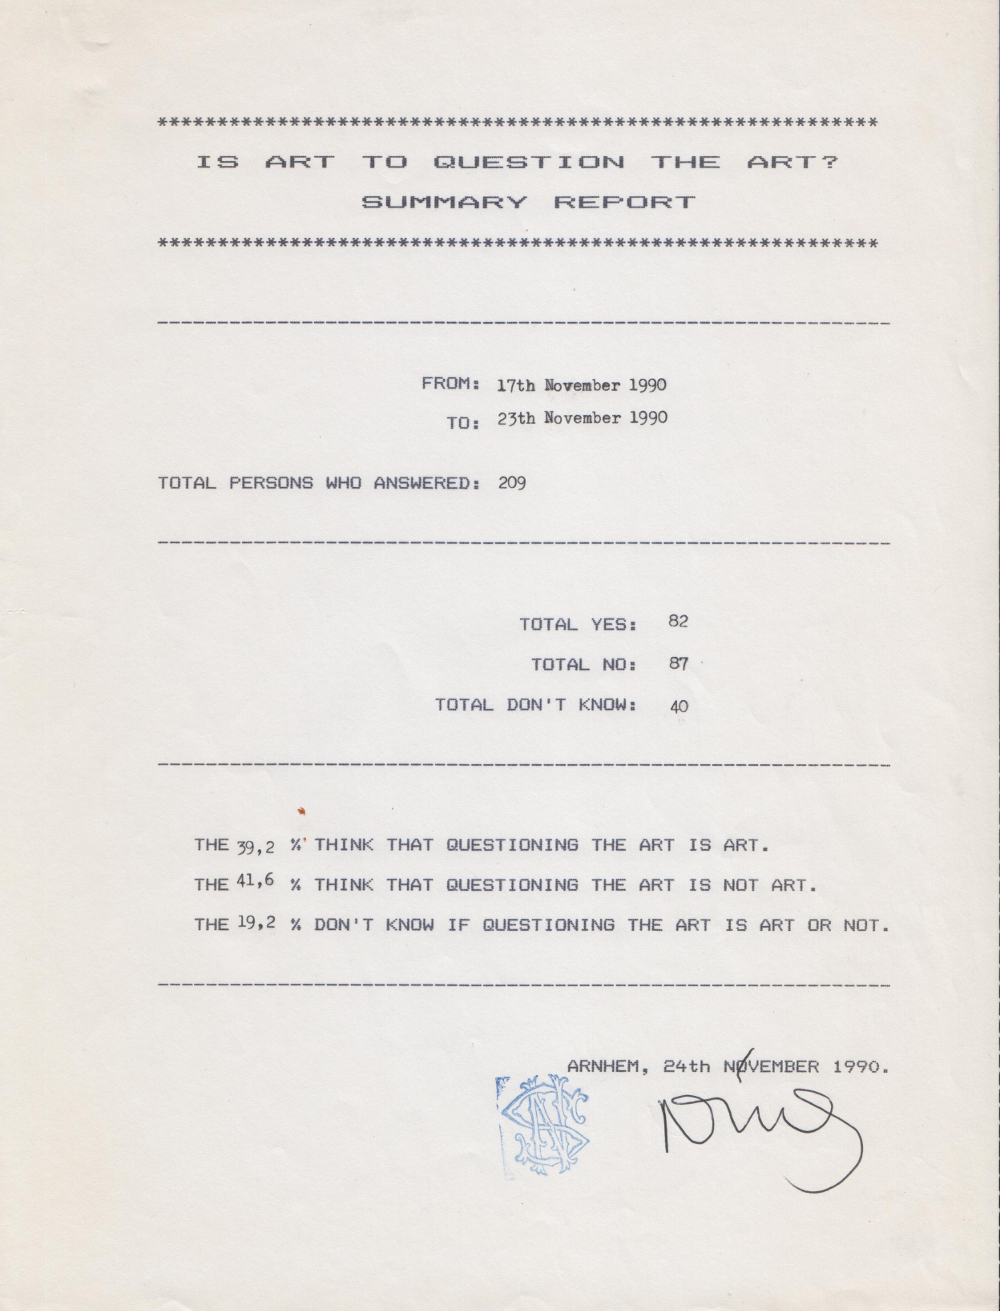 ************************************************************
IS ART TO QUESTION THE ART?
SUMMARY REPORT
************************************************************
-------------------------------------------------------------
FROM: 17th November 1990
TO: 23th November 1990
TOTAL PERSONS WHO ANSWERED: 209
-------------------------------------------------------------
TOTAL YES: 82
TOTAL NO: 87
TOTAL DON'T KNOW: 40
-------------------------------------------------------------
THE 39,2 % THINK THAT QUESTIONING THE ART IS ART.
THE 41,6 % THINK THAT QUESTIONING THE ART IS NOT ART.
THE 19,2 % DON'T KNOW IF QUESTIONING THE ART IS ART OR NOT.
-------------------------------------------------------------
ARNHEM, 24th NOVEMBER 1990.